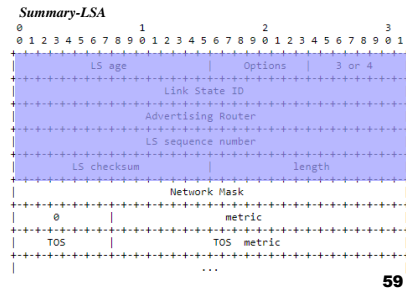 Summary-LSA
0                   1                   2                   3
0 1 2 3 4 5 6 7 8 9 0 1 2 3 4 5 6 7 8 9 0 1 2 3 4 5 6 7 8 9 0 1
+-+-+-+-+-+-+-+-+-+-+-+-+-+-+-+-+-+-+-+-+-+-+-+-+-+-+-+-+-+-+-+-+
| LS age | Options | 3 or 4
+-+-+-+-+-+-+-+-+-+-+-+-+-+-+-+-+-+-+-+-+-+-+-+-+-+-+-+-+-+-+-+-+
| Link State ID
+-+-+-+-+-+-+-+-+-+-+-+-+-+-+-+-+-+-+-+-+-+-+-+-+-+-+-+-+-+-+-+-+
| Advertising Router
+-+-+-+-+-+-+-+-+-+-+-+-+-+-+-+-+-+-+-+-+-+-+-+-+-+-+-+-+-+-+-+-+
| LS sequence number
+-+-+-+-+-+-+-+-+-+-+-+-+-+-+-+-+-+-+-+-+-+-+-+-+-+-+-+-+-+-+-+-+
| LS checksum | length
+-+-+-+-+-+-+-+-+-+-+-+-+-+-+-+-+-+-+-+-+-+-+-+-+-+-+-+-+-+-+-+-+
| Network Mask
+-+-+-+-+-+-+-+-+-+-+-+-+-+-+-+-+-+-+-+-+-+-+-+-+-+-+-+-+-+-+-+-+
| 0 | metric
+-+-+-+-+-+-+-+-+-+-+-+-+-+-+-+-+-+-+-+-+-+-+-+-+-+-+-+-+-+-+-+-+
| TOS | TOS metric
+-+-+-+-+-+-+-+-+-+-+-+-+-+-+-+-+-+-+-+-+-+-+-+-+-+-+-+-+-+-+-+-+
| ...
59